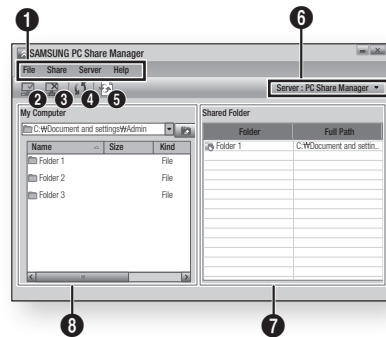 1
6
SAMSUNG PC Share Manager
File Share Server Help
2 3 4 5
Server : PC Share Manager
My Computer
C:₩Document and settings₩Admin
Name Size Kind
Folder 1 File
Folder 2 File
Folder 3 File
Shared Folder
Folder Full Path
Folder 1 C:₩Document and settin..
8
7